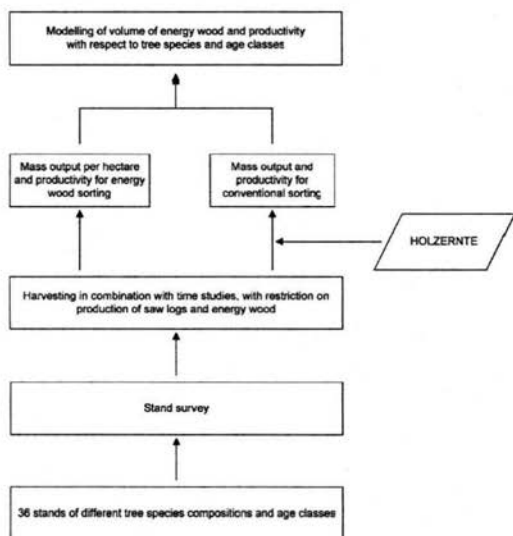 Modelling of volume of energy wood and productivity
with respect to tree species and age classes
Mass output per hectare
and productivity for energy
wood sorting
Mass output and
productivity for
conventional sorting
HOLZERNTE
Harvesting in combination with time studies, with restriction on
production of saw logs and energy wood
Stand survey
36 stands of different tree species compositions and age classes